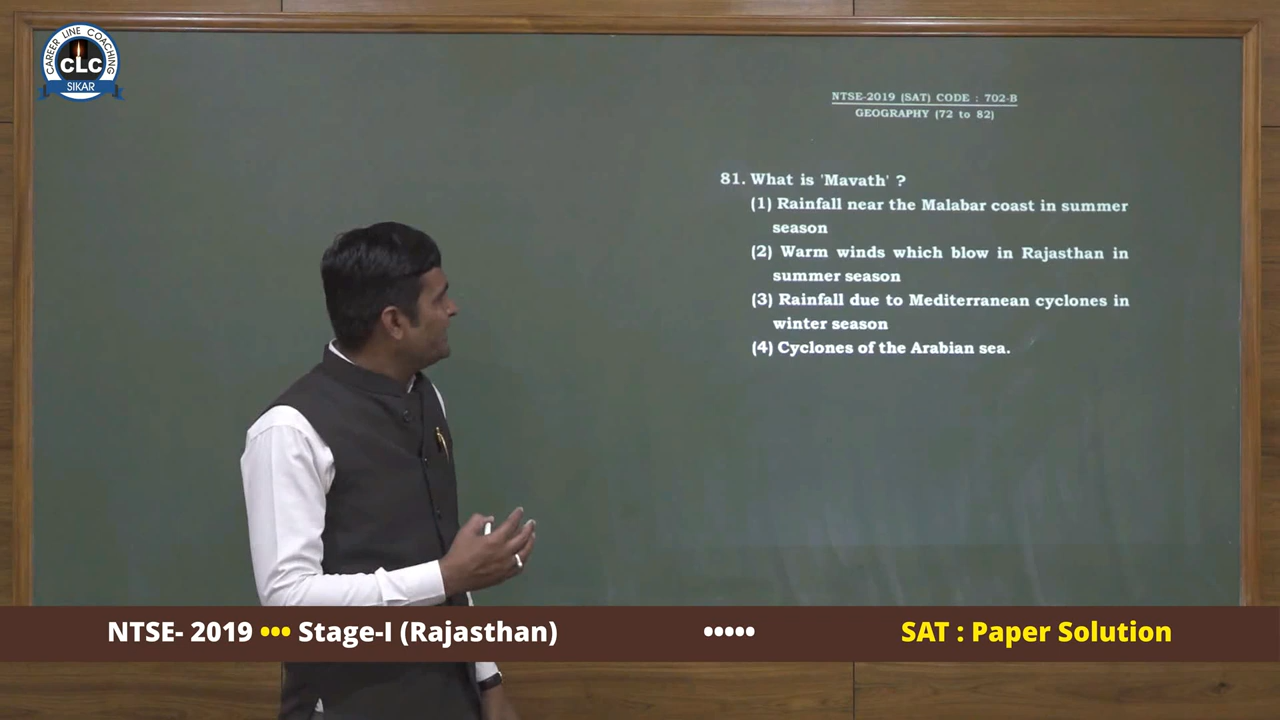 CAREER LINE COACHING
CLC
SIKAR
NTSE-2019 (SAT) CODE : 702-B
GEOGRAPHY (72 to 82)
81. What is 'Mavath' ?
(1) Rainfall near the Malabar coast in summer
season
(2) Warm winds which blow in Rajasthan in
summer season
(3) Rainfall due to Mediterranean cyclones in
winter season
(4) Cyclones of the Arabian sea.
NTSE- 2019 ••• Stage-I (Rajasthan) ••••• SAT : Paper Solution